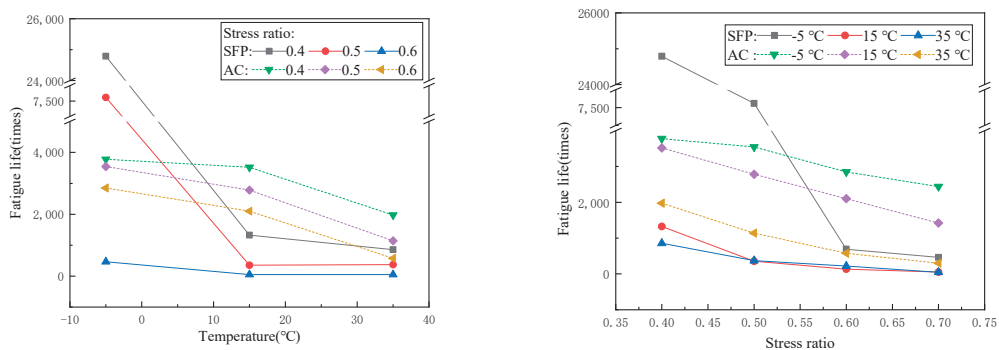 26,000
24,000
7,500
4,000
2,000
0
-10 0 10 20 30 40
Temperature(℃)
Fatigue life(times)
Stress ratio:
SFP: 0.4 0.5 0.6
AC : 0.4 0.5 0.6
26000
24000
7,500
2,000
0
0.35 0.40 0.45 0.50 0.55 0.60 0.65 0.70 0.75
Stress ratio
Fatigue life(times)
SFP: -5 ℃ 15 ℃ 35 ℃
AC: -5 ℃ 15 ℃ 35 ℃